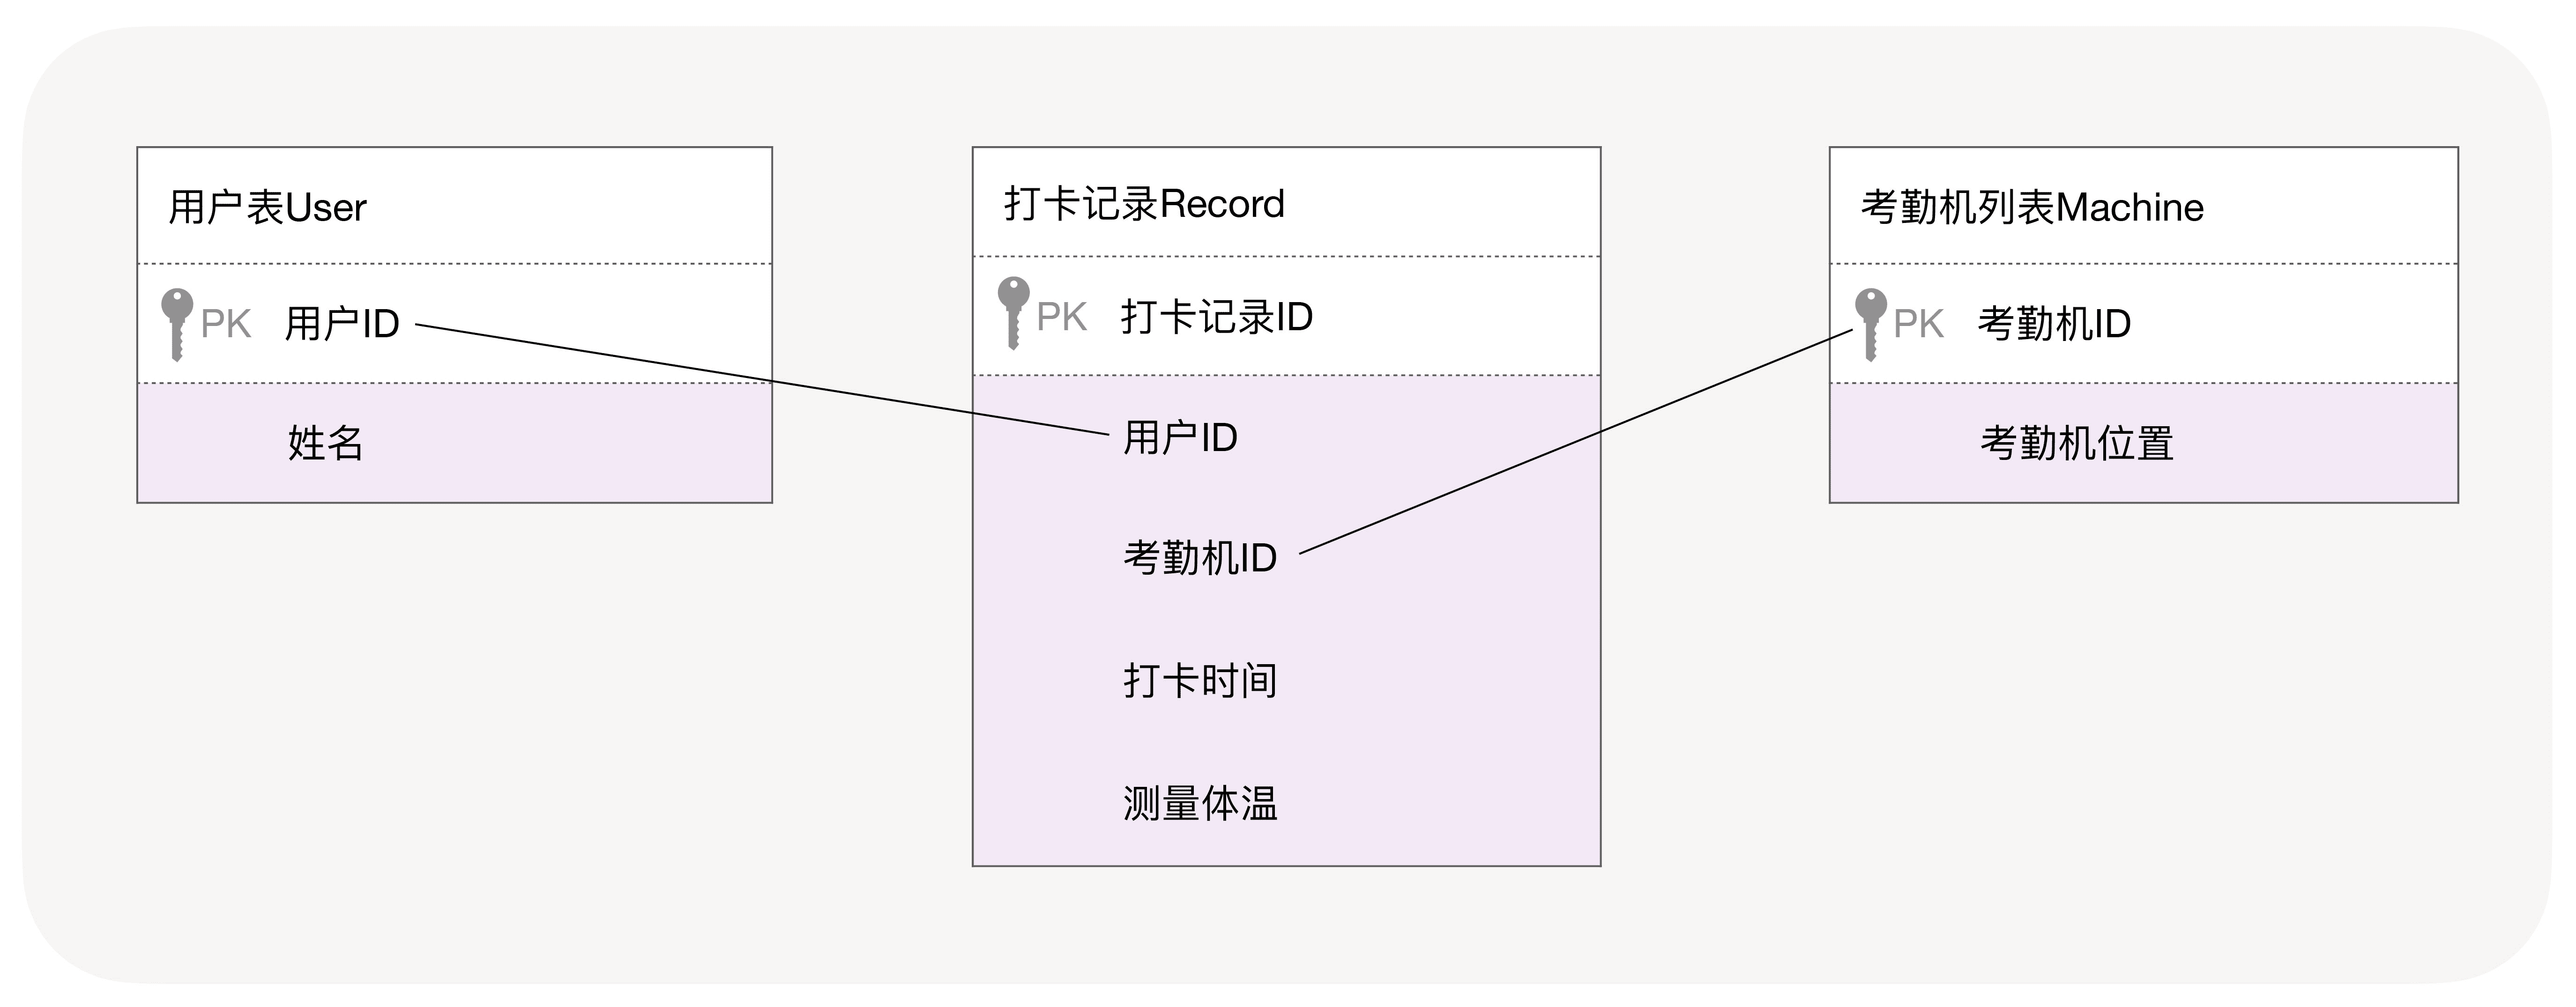 用户表User
PK 用户ID
姓名
打卡记录Record
PK 打卡记录ID
用户ID
考勤机ID
打卡时间
测量体温
考勤机列表Machine
PK 考勤机ID
考勤机位置